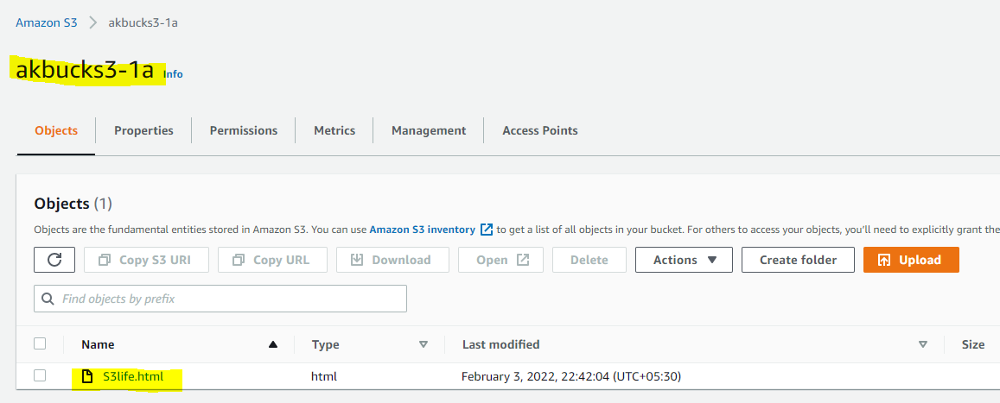 Amazon S3 > akbucks3-1a
akbucks3-1a Info
Objects Properties Permissions Metrics Management Access Points
Objects (1)
Objects are the fundamental entities stored in Amazon S3. You can use Amazon S3 inventory to get a list of all objects in your bucket. For others to access your objects, you'll need to explicitly grant the
Copy S3 URI Copy URL Download Open Delete Actions Create folder Upload
Find objects by prefix
Name Type Last modified Size
S3life.html html February 3, 2022, 22:42:04 (UTC+05:30)